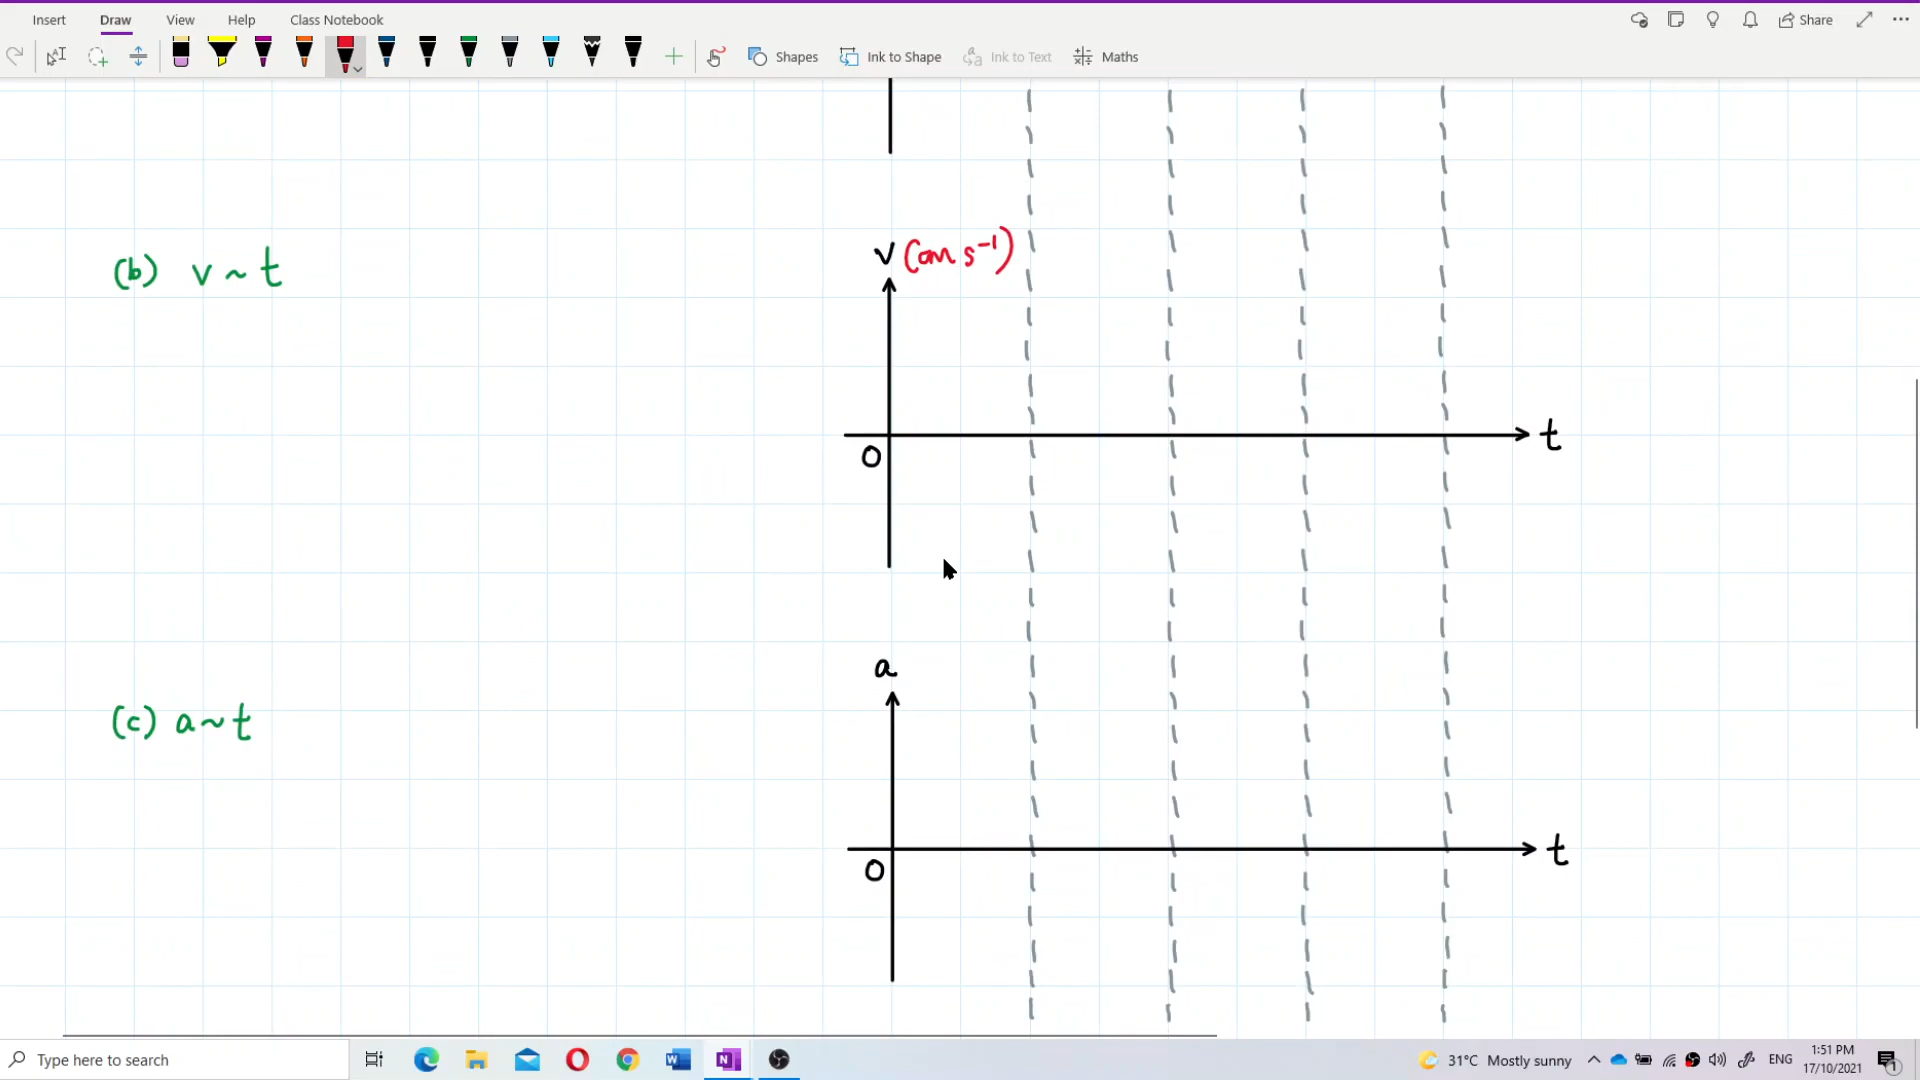 Insert Draw View Help Class Notebook Share
Shapes Ink to Shape Ink to Text Maths
(b) v ~ t
v (cm s⁻¹)
t
0
a
(c) a ~ t
t
0
Type here to search
31°C Mostly sunny ENG 1:51 PM
17/10/2021